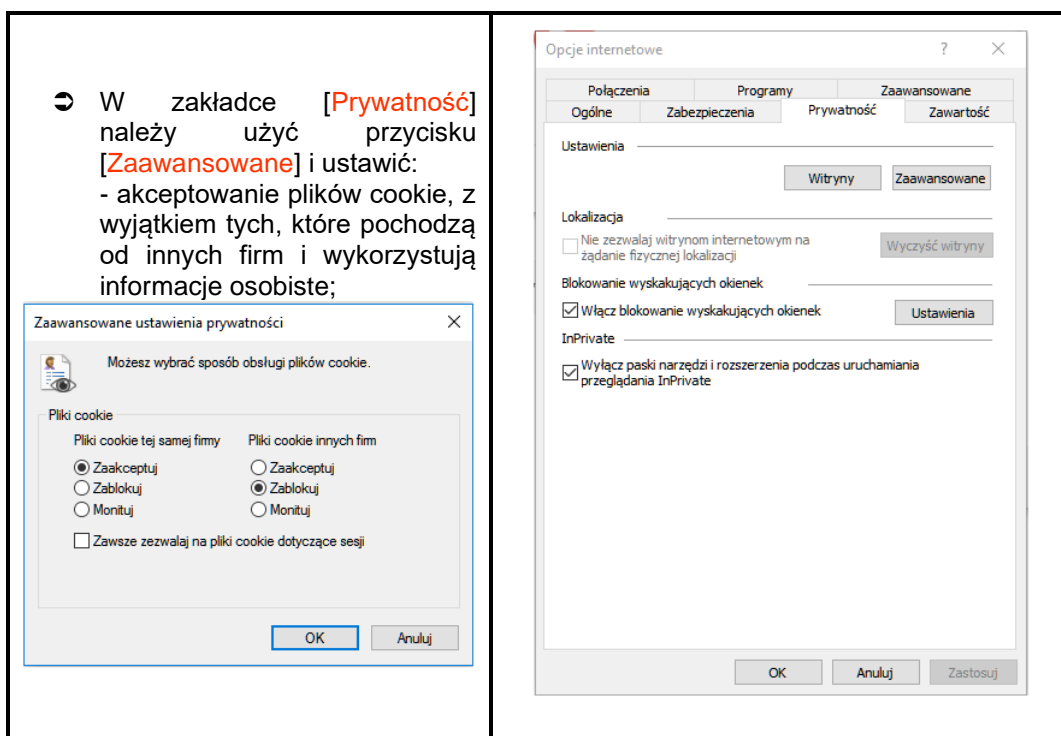 ➲ W zakładce [Prywatność]
należy użyć przycisku
[Zaawansowane] i ustawić:
- akceptowanie plików cookie, z
wyjątkiem tych, które pochodzą
od innych firm i wykorzystują
informacje osobiste;
Zaawansowane ustawienia prywatności
Możesz wybrać sposób obsługi plików cookie.
Pliki cookie
Pliki cookie tej samej firmy Pliki cookie innych firm
Zaakceptuj Zaakceptuj
Zablokuj Zablokuj
Monituj Monituj
Zawsze zezwalaj na pliki cookie dotyczące sesji
OK Anuluj
Opcje internetowe ?
Połączenia Programy Zaawansowane
Ogólne Zabezpieczenia Prywatność Zawartość
Ustawienia
Witryny Zaawansowane
Lokalizacja
Nie zezwalaj witrynom internetowym na
żądanie fizycznej lokalizacji
Wyczyść witryny
Blokowanie wyskakujących okienek
Włącz blokowanie wyskakujących okienek Ustawienia
InPrivate
Wyłącz paski narzędzi i rozszerzenia podczas uruchamiania
przeglądania InPrivate
OK Anuluj Zastosuj